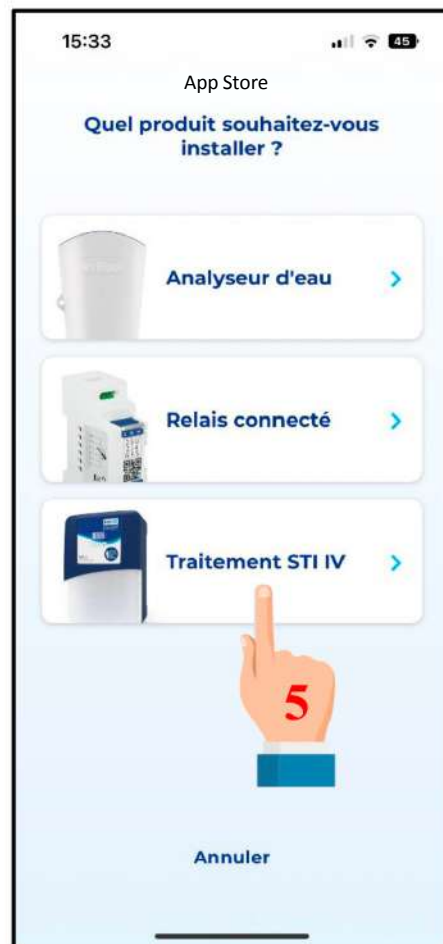 15:33
45
App Store
Quel produit souhaitez-vous
installer ?
Analyseur d'eau
Relais connecté
Traitement STI IV
5
Annuler